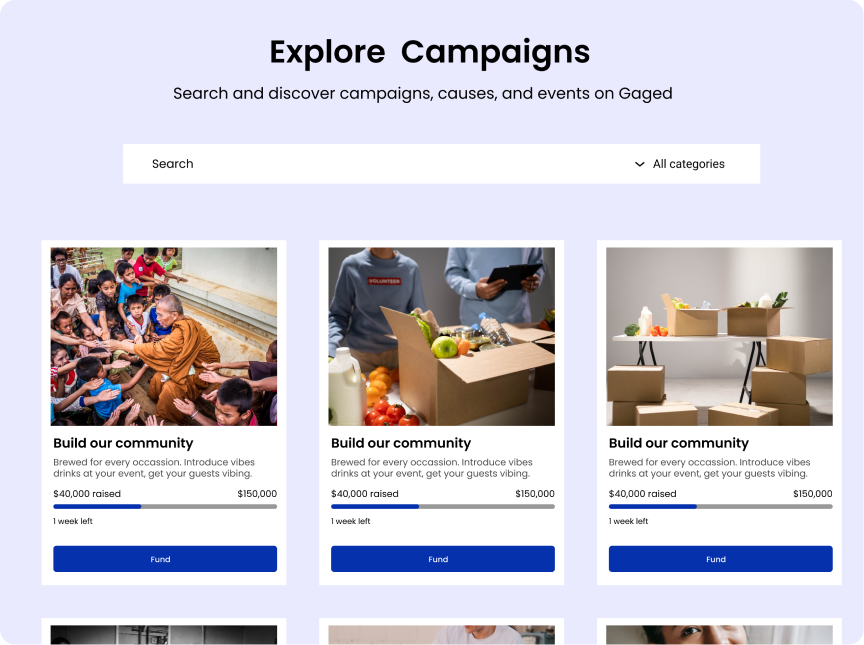 Explore Campaigns
Search and discover campaigns, causes, and events on Gaged
Search
All categories
VOLUNTEER
Build our community
Brewed for every occassion. Introduce vibes
drinks at your event, get your guests vibing.
$40,000 raised $150,000
1 week left
Fund
Build our community
Brewed for every occassion. Introduce vibes
drinks at your event, get your guests vibing.
$40,000 raised $150,000
1 week left
Fund
Build our community
Brewed for every occassion. Introduce vibes
drinks at your event, get your guests vibing.
$40,000 raised $150,000
1 week left
Fund